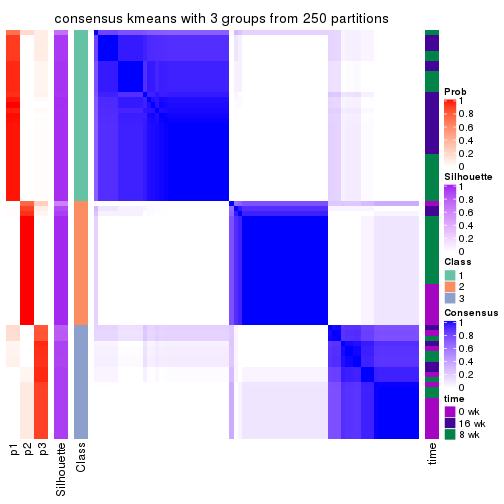 consensus kmeans with 3 groups from 250 partitions
Prob
1
0.8
0.6
0.4
0.2
0
Silhouette
1
0.8
0.6
0.4
0.2
0
Class
1
2
3
Consensus
1
0.8
0.6
0.4
0.2
0
time
0 wk
16 wk
8 wk
p1
p2
p3
Silhouette
Class
time